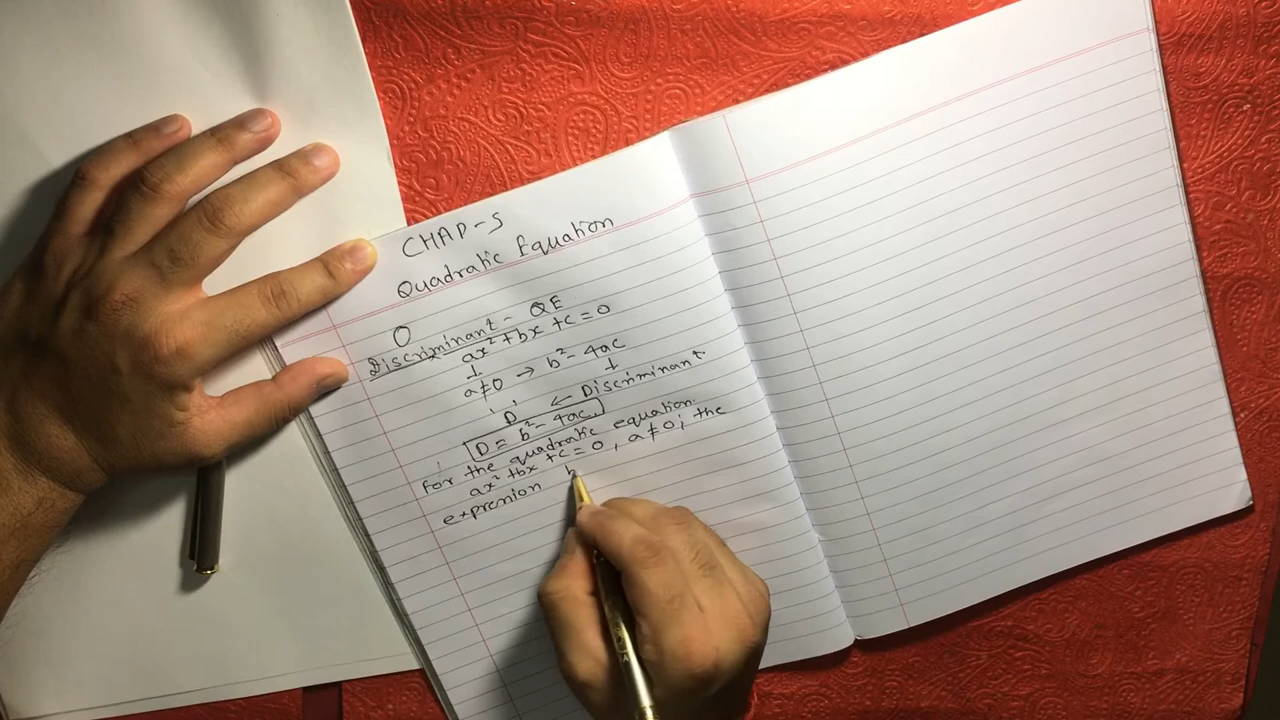 CHAP-5
Quadratic Equation
Discriminant - QE
ax² + bx + c = 0
a≠0 → b² - 4ac
D ← Discriminant
D = b² - 4ac.
For the quadratic equation.
ax² + bx + c = 0, a ≠ 0; the
expression b